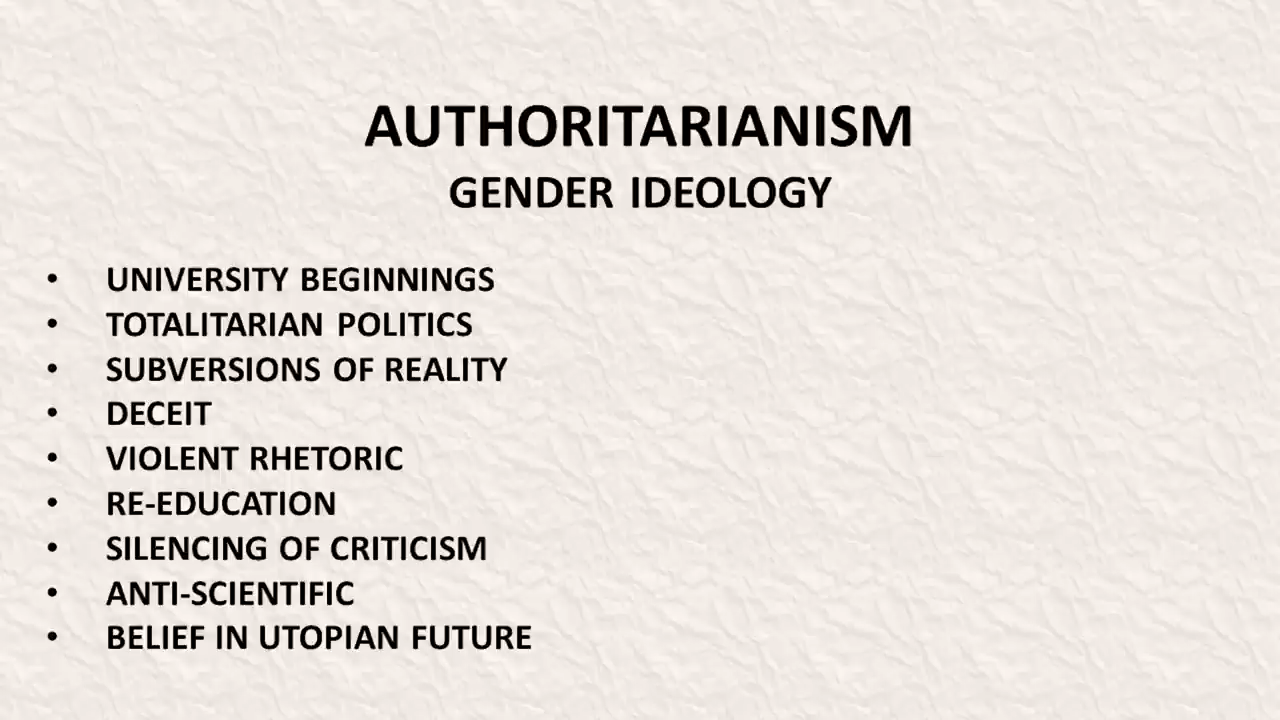 AUTHORITARIANISM
GENDER IDEOLOGY
• UNIVERSITY BEGINNINGS
• TOTALITARIAN POLITICS
• SUBVERSIONS OF REALITY
• DECEIT
• VIOLENT RHETORIC
• RE-EDUCATION
• SILENCING OF CRITICISM
• ANTI-SCIENTIFIC
• BELIEF IN UTOPIAN FUTURE